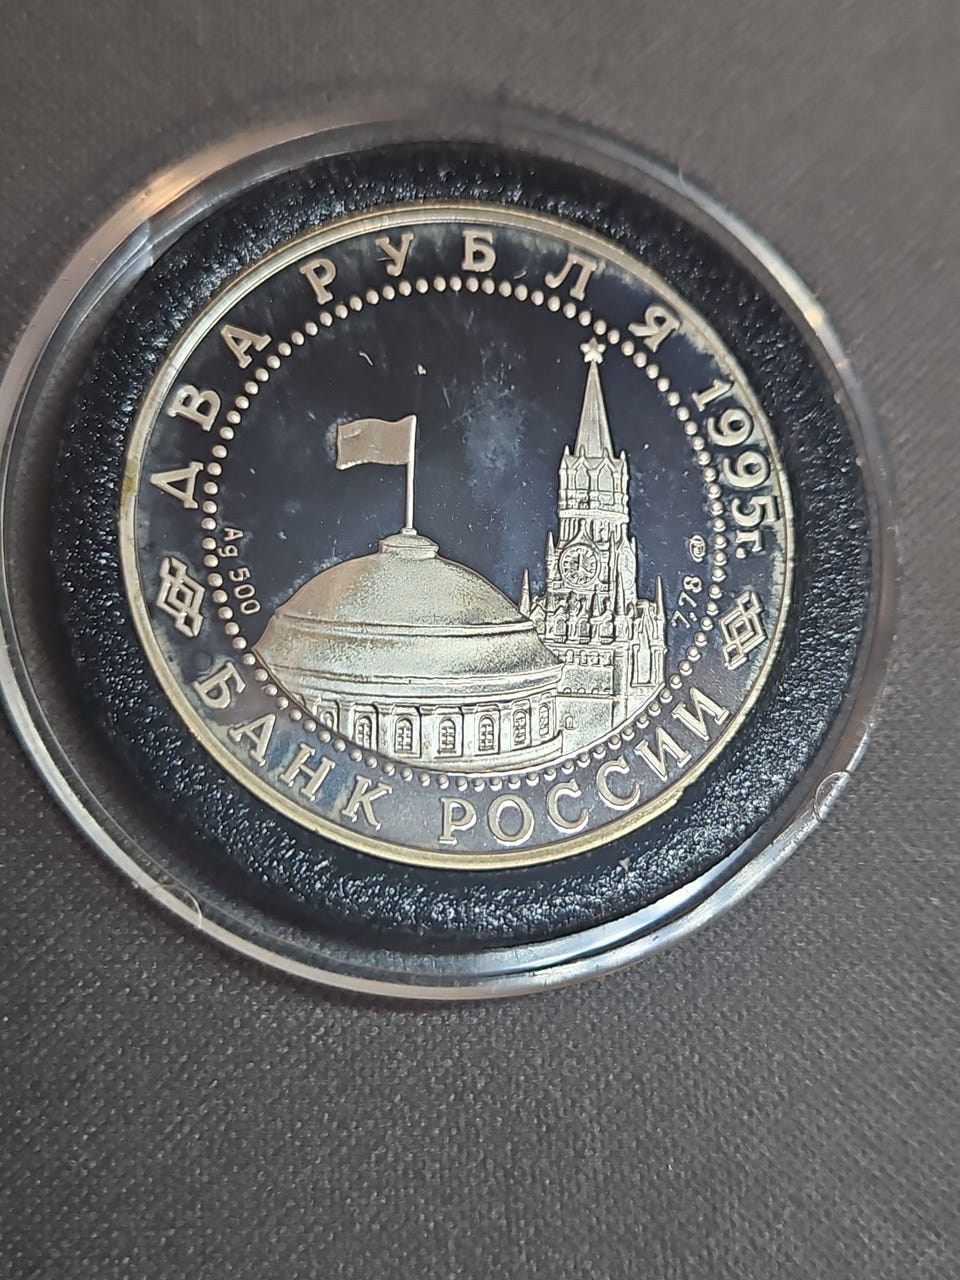 ДВА РУБЛЯ 1995г.
Ag 500
7,78
БАНК РОССИИ